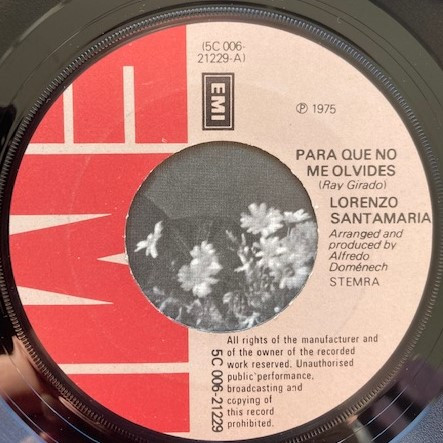 (5C 006-
21229-A)
EMI
℗ 1975
PARA QUE NO
ME OLVIDES
(Ray Girado)
LORENZO
SANTAMARIA
Arranged and
produced by
Alfredo
Doménech
STEMRA
All rights of the manufacturer and
of the owner of the recorded
work reserved. Unauthorised
public performance,
broadcasting and
copying of
this record
prohibited.
5C 006-21229
EMI